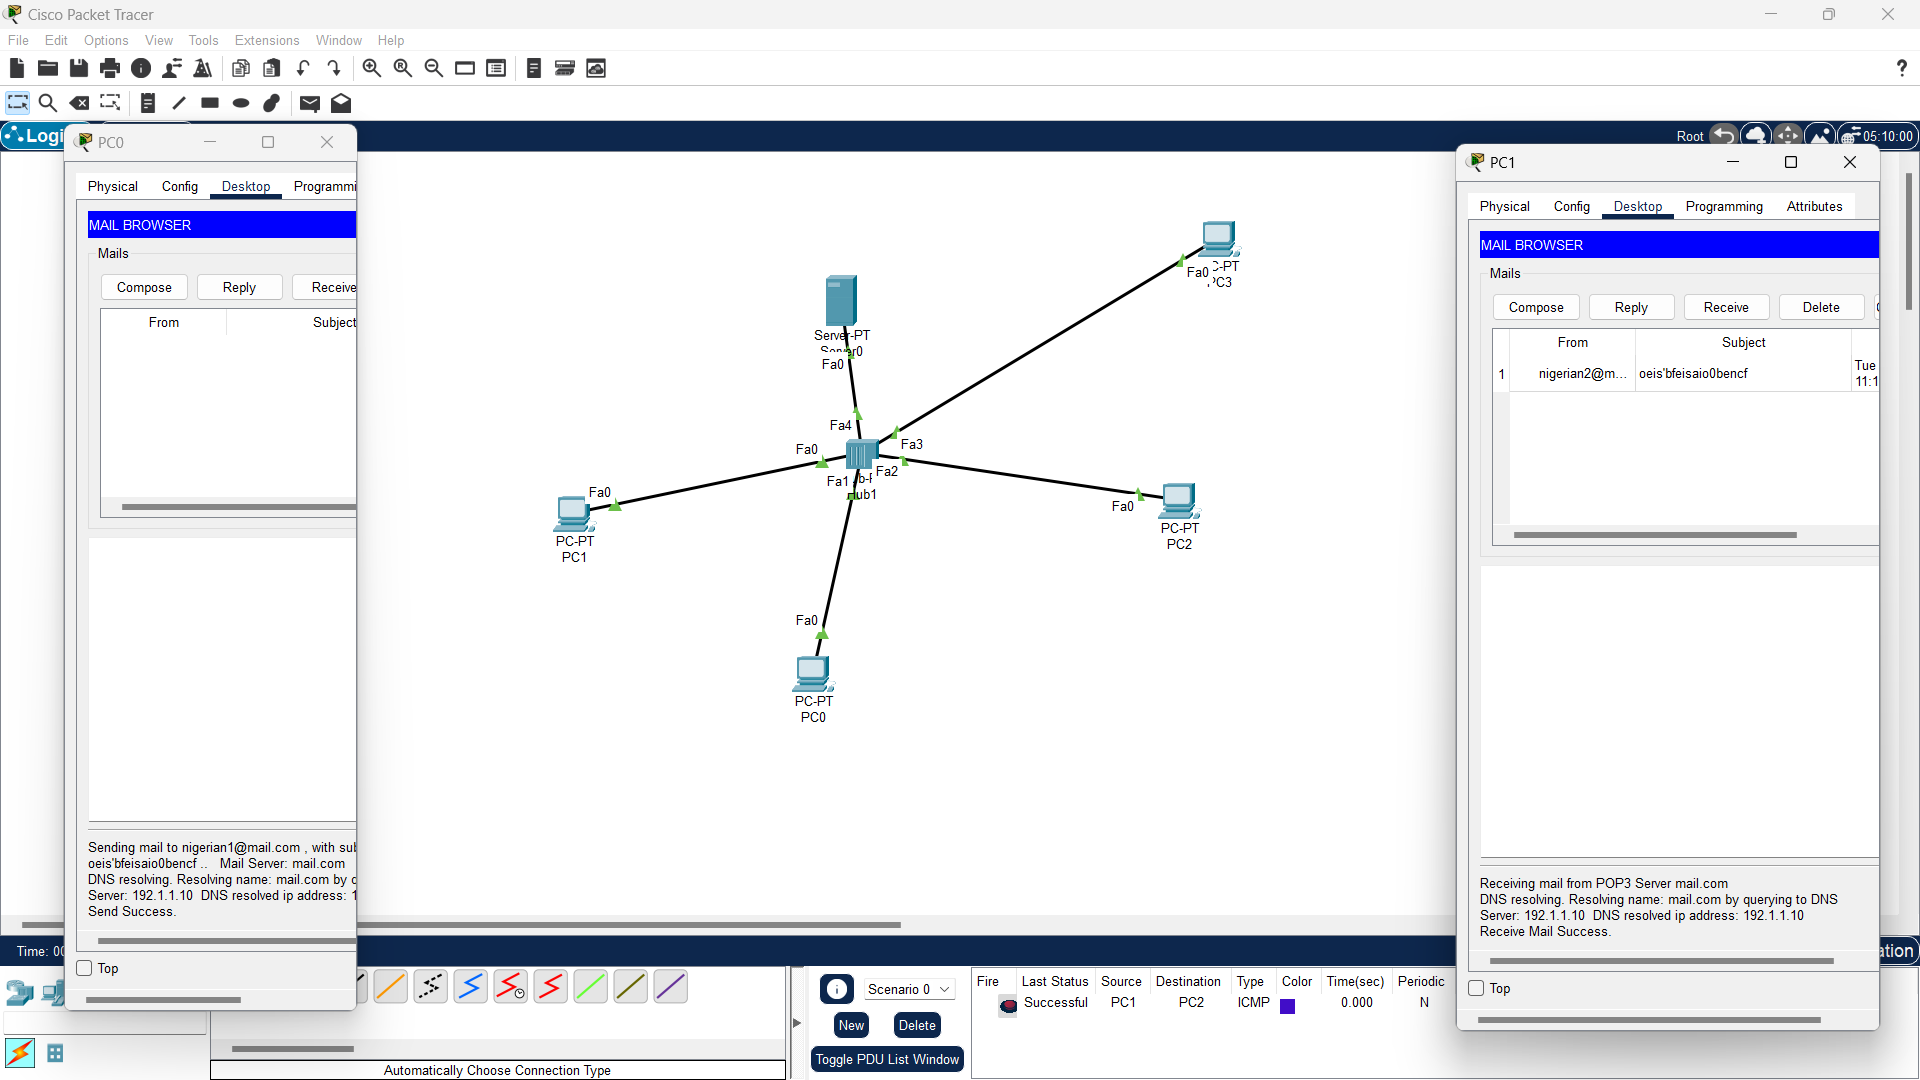 Cisco Packet Tracer
File Edit Options View Tools Extensions Window Help
?
Logi
Root
05:10:00
PC0
Physical Config Desktop Programmi
MAIL BROWSER
Mails
Compose Reply Receive
From Subject
Sending mail to nigerian1@mail.com , with sub
oeis'bfeisaio0bencf .. Mail Server: mail.com
DNS resolving. Resolving name: mail.com by
Server: 192.1.1.10 DNS resolved ip address: 1
Send Success.
Top
PC-PT
PC3
Fa0
Server-PT
Server0
Fa0
Fa4
Fa0
Fa3
Fa2
Fa1
Hub1
Fa0
PC-PT
PC1
Fa0
PC-PT
PC2
Fa0
PC-PT
PC0
PC1
Physical Config Desktop Programming Attributes
MAIL BROWSER
Mails
Compose Reply Receive Delete
From Subject
1 nigerian2@m... oeis'bfeisaio0bencf Tue
11:1
Receiving mail from POP3 Server mail.com
DNS resolving. Resolving name: mail.com by querying to DNS
Server: 192.1.1.10 DNS resolved ip address: 192.1.1.10
Receive Mail Success.
Top
Time: 00
ation
Automatically Choose Connection Type
Scenario 0
New Delete
Toggle PDU List Window
Fire Last Status Source Destination Type Color Time(sec) Periodic
Successful PC1 PC2 ICMP 0.000 N